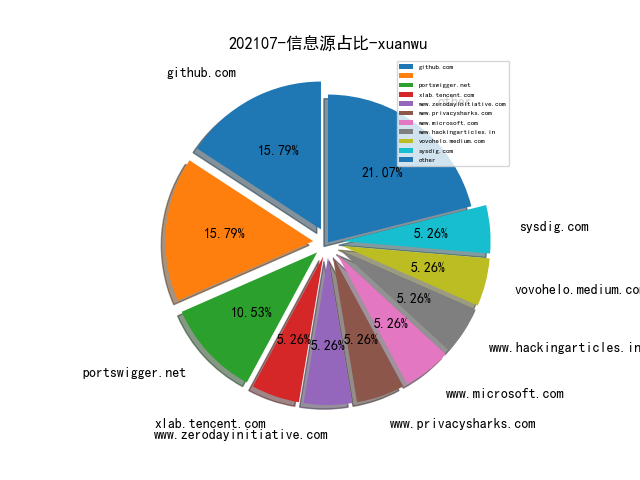 202107-信息源占比-xuanwu
github.com
portswigger.net
xlab.tencent.com
www.zerodayinitiative.com
www.privacysharks.com
www.microsoft.com
www.hackingarticles.in
vovohelo.medium.com
sysdig.com
other
other
github.com
15.79%
21.07%
15.79%
sysdig.com
5.26%
5.26%
vovohelo.medium.com
5.26%
10.53%
5.26%
5.26%
5.26%
5.26%
www.hackingarticles.in
portswigger.net
www.microsoft.com
xlab.tencent.com
www.privacysharks.com
www.zerodayinitiative.com